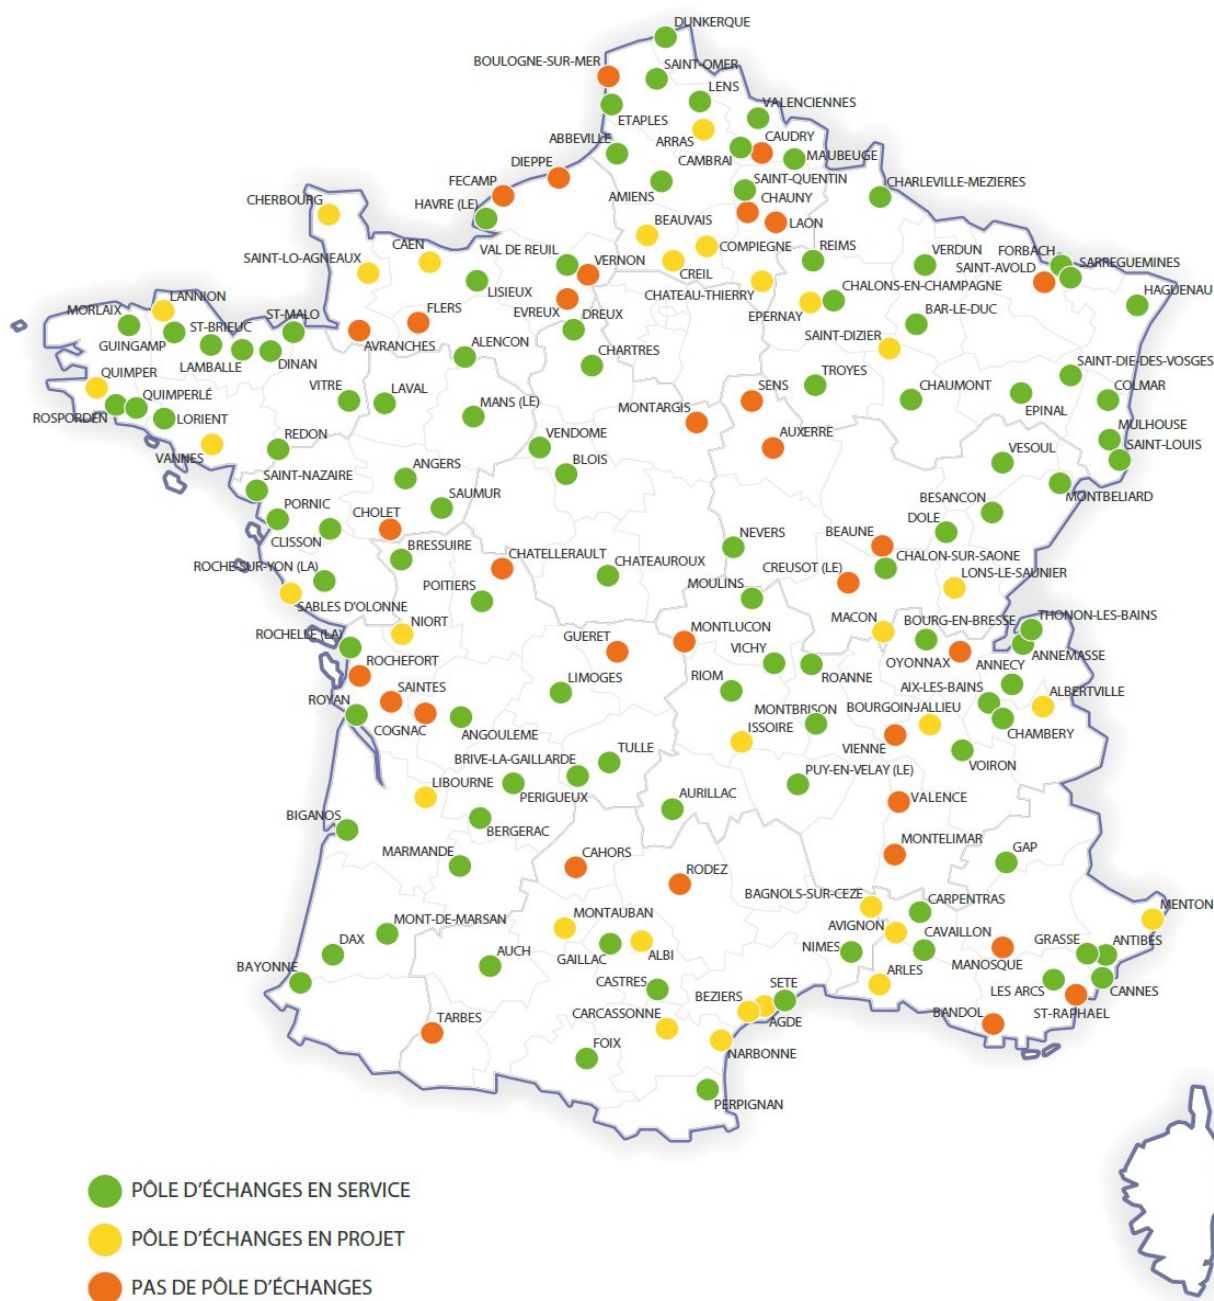 DUNKERQUE
BOULOGNE-SUR-MER
SAINT-OMER
LENS
ETAPLES
VALENCIENNES
ARRAS
CAUDRY
ABBEVILLE
CAMBRAI
MAUBEUGE
DIEPPE
AMIENS
SAINT-QUENTIN
CHARLEVILLE-MEZIERES
FECAMP
CHAUNY
CHERBOURG
HAVRE (LE)
LAON
BEAUVAIS
CAEN
VAL DE REUIL
COMPIEGNE
REIMS
VERDUN
FORBACH
SAINT-LO-AGNEAUX
VERNON
CREIL
SAINT-AVOLD
SARREGUEMINES
LISIEUX
CHATEAU-THIERRY
CHALONS-EN-CHAMPAGNE
LANNION
HAGUENAU
MORLAIX
FLERS
EVREUX
DREUX
EPERNAY
BAR-LE-DUC
ST-MALO
ST-BRIEUC
GUINGAMP
AVRANCHES
ALENCON
SAINT-DIZIER
LAMBALLE
DINAN
CHARTRES
SAINT-DIE-DES-VOSGES
QUIMPER
VITRE
LAVAL
TROYES
SENS
CHAUMONT
COLMAR
QUIMPERLÉ
MANS (LE)
MONTARGIS
EPINAL
ROSPORDEN
LORIENT
MULHOUSE
REDON
VENDOME
AUXERRE
SAINT-LOUIS
VANNES
BLOIS
VESOUL
SAINT-NAZAIRE
ANGERS
MONTBELIARD
SAUMUR
BESANCON
PORNIC
CHOLET
DOLE
CLISSON
NEVERS
BEAUNE
BRESSUIRE
CHATELLERAULT
CHALON-SUR-SAONE
ROCHE-SUR-YON (LA)
CHATEAUROUX
CREUSOT (LE)
LONS-LE-SAUNIER
POITIERS
MOULINS
SABLES D'OLONNE
NIORT
MACON
BOURG-EN-BRESSE
THONON-LES-BAINS
ROCHELLE (LA)
GUERET
MONTLUCON
VICHY
ANNEMASSE
ROCHEFORT
OYONNAX
ANNECY
LIMOGES
RIOM
ROANNE
SAINTES
AIX-LES-BAINS
ALBERTVILLE
ROYAN
MONTBRISON
BOURGOIN-JALLIEU
COGNAC
ANGOULEME
ISSOIRE
CHAMBERY
TULLE
VIENNE
BRIVE-LA-GAILLARDE
VOIRON
LIBOURNE
PUY-EN-VELAY (LE)
PERIGUEUX
AURILLAC
VALENCE
BIGANOS
BERGERAC
MONTELIMAR
MARMANDE
CAHORS
GAP
RODEZ
BAGNOLS-SUR-CEZE
CARPENTRAS
MENTON
MONTAUBAN
MONT-DE-MARSAN
AVIGNON
CAVAILLON
DAX
AUCH
GAILLAC
ALBI
NIMES
GRASSE
ANTIBES
BAYONNE
MANOSQUE
CASTRES
SETE
ARLES
LES ARCS
CANNES
BEZIERS
TARBES
CARCASSONNE
AGDE
BANDOL
ST-RAPHAEL
FOIX
NARBONNE
PERPIGNAN
PÔLE D'ÉCHANGES EN SERVICE
PÔLE D'ÉCHANGES EN PROJET
PAS DE PÔLE D'ÉCHANGES